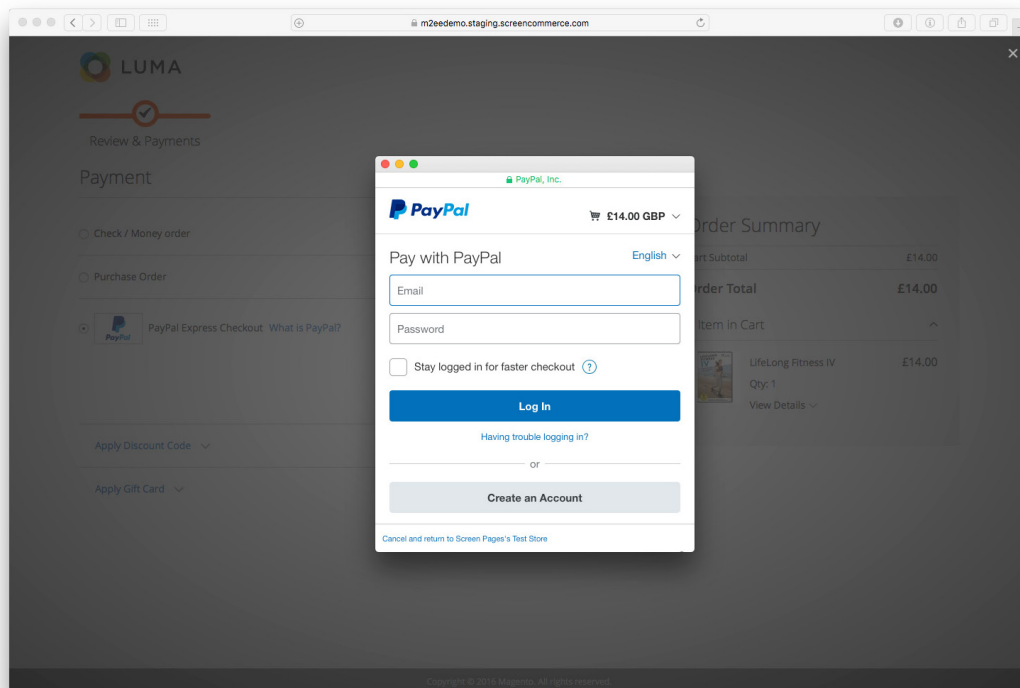 m2eedemo.staging.screencommerce.com
LUMA
Review & Payments
Payment
Check / Money order
Purchase Order
PayPal
PayPal Express Checkout What is PayPal?
Apply Discount Code
Apply Gift Card
PayPal, Inc.
PayPal
£14.00 GBP
Pay with PayPal
English
Email
Password
Stay logged in for faster checkout ?
Log In
Having trouble logging in?
or
Create an Account
Cancel and return to Screen Pages's Test Store
rder Summary
art Subtotal £14.00
rder Total £14.00
Item in Cart
LifeLong Fitness IV £14.00
Qty: 1
View Details
Copyright © 2016 Magento. All rights reserved.